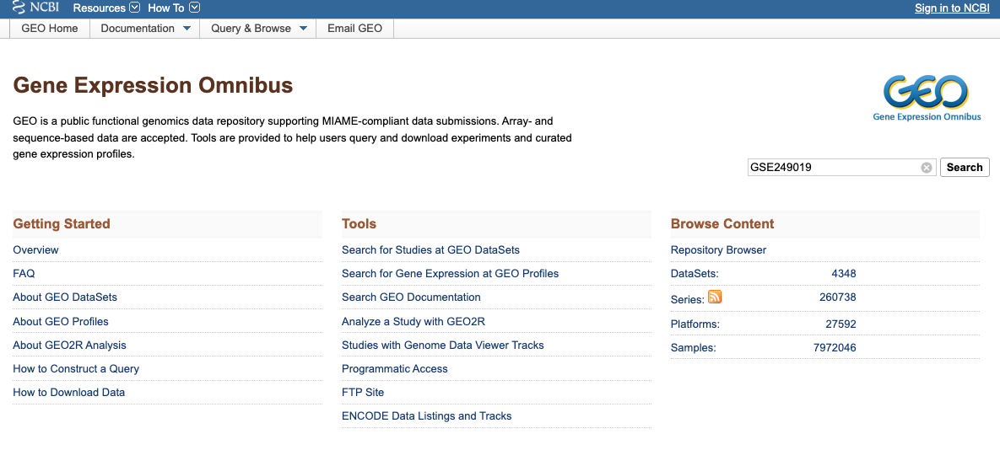 NCBI Resources How To Sign in to NCBI
GEO Home Documentation Query & Browse Email GEO
Gene Expression Omnibus
GEO
Gene Expression Omnibus
GEO is a public functional genomics data repository supporting MIAME-compliant data submissions. Array- and
sequence-based data are accepted. Tools are provided to help users query and download experiments and curated
gene expression profiles.
GSE249019 Search
Getting Started
Overview
FAQ
About GEO DataSets
About GEO Profiles
About GEO2R Analysis
How to Construct a Query
How to Download Data
Tools
Search for Studies at GEO DataSets
Search for Gene Expression at GEO Profiles
Search GEO Documentation
Analyze a Study with GEO2R
Studies with Genome Data Viewer Tracks
Programmatic Access
FTP Site
ENCODE Data Listings and Tracks
Browse Content
Repository Browser
DataSets: 4348
Series: 260738
Platforms: 27592
Samples: 7972046